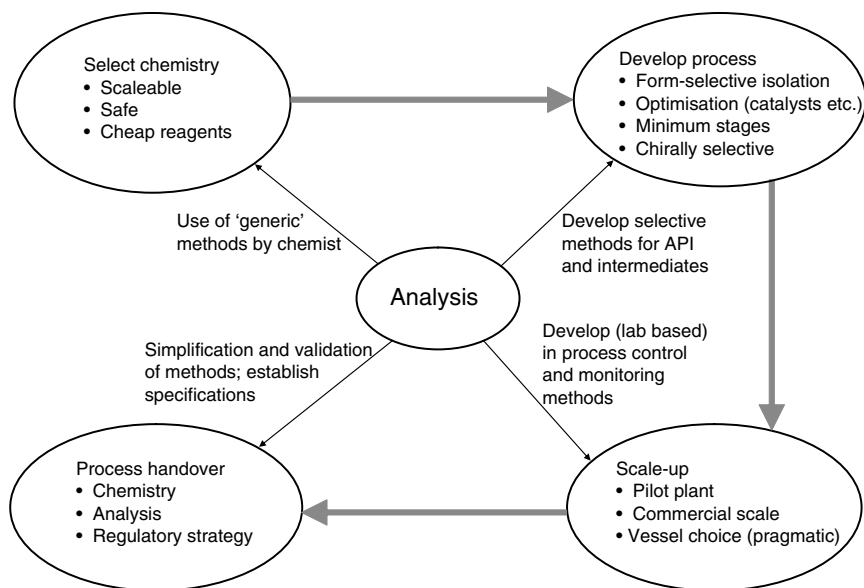 Select chemistry
• Scaleable
• Safe
• Cheap reagents
Develop process
• Form-selective isolation
• Optimisation (catalysts etc.)
• Minimum stages
• Chirally selective
Use of ‘generic’
methods by chemist
Develop selective
methods for API
and intermediates
Analysis
Simplification and validation
of methods; establish
specifications
Develop (lab based)
in process control
and monitoring
methods
Process handover
• Chemistry
• Analysis
• Regulatory strategy
Scale-up
• Pilot plant
• Commercial scale
• Vessel choice (pragmatic)